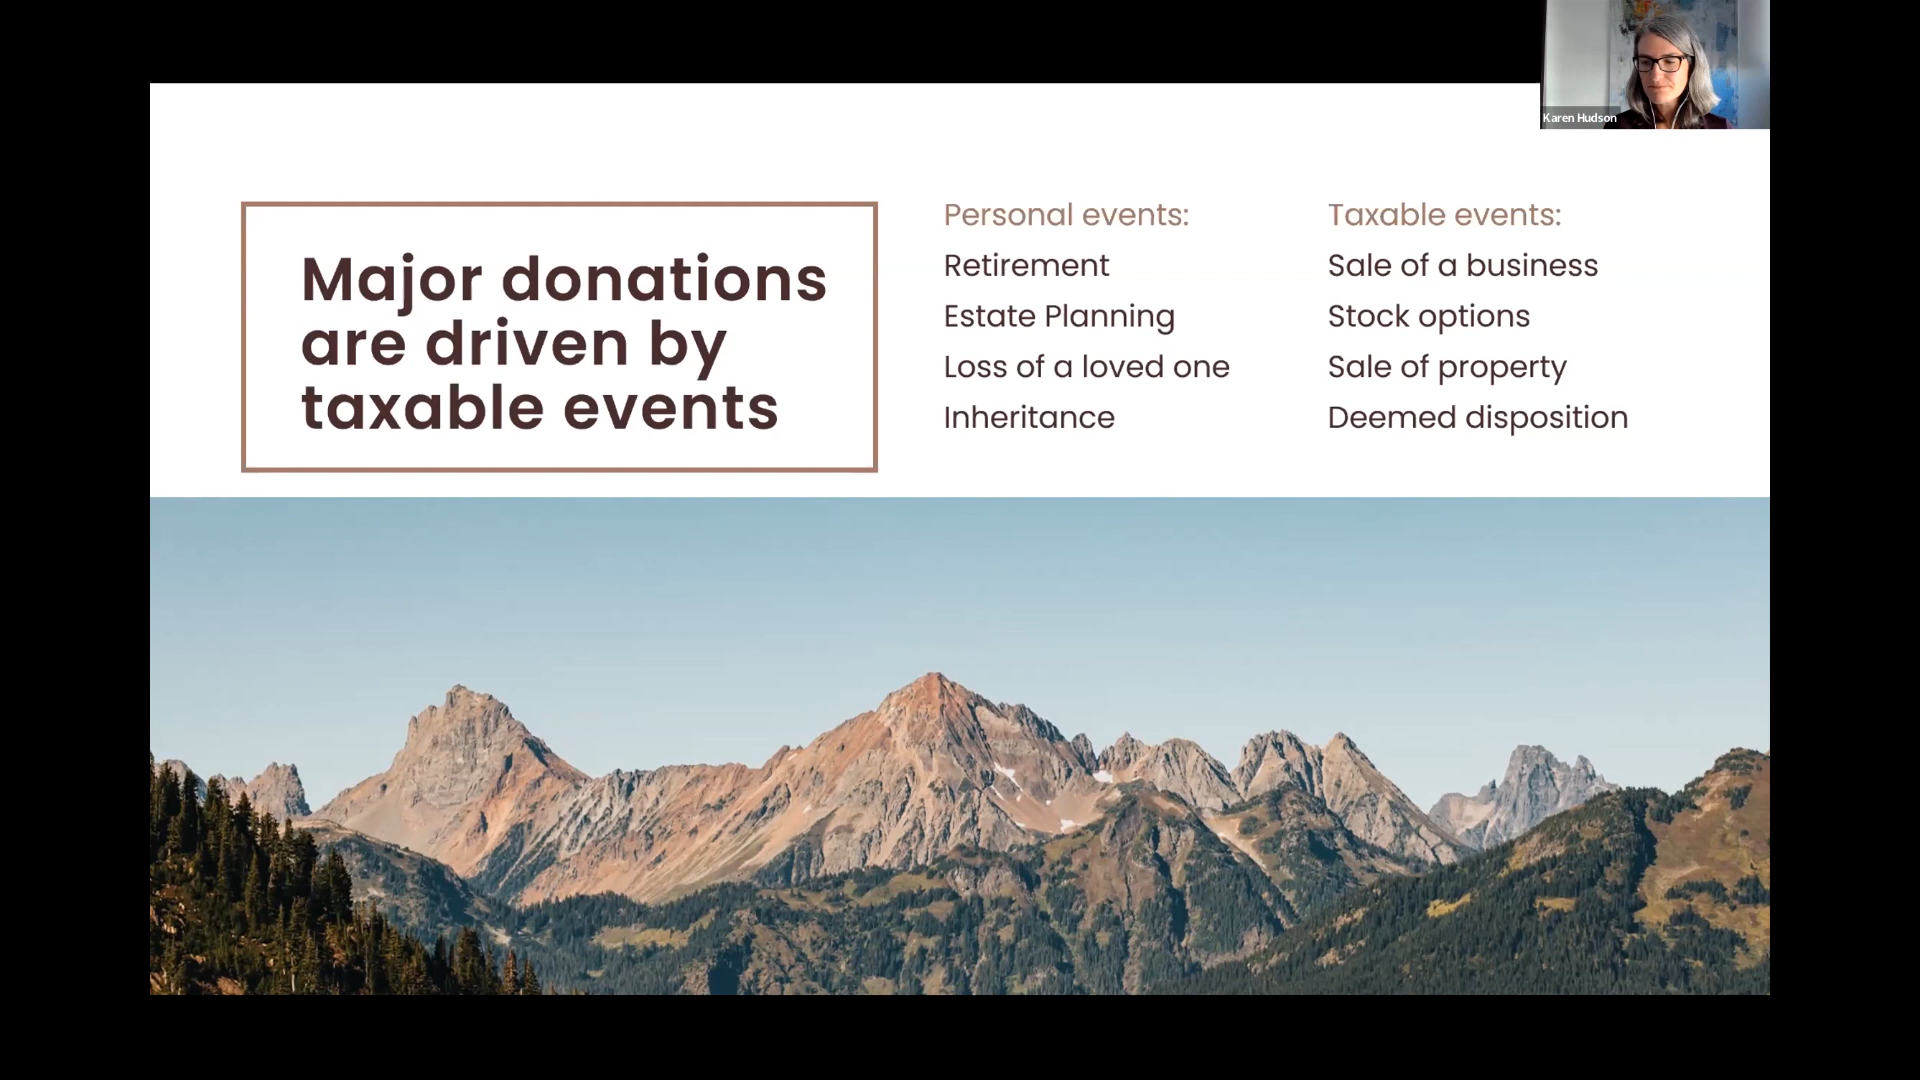 Karen Hudson
Major donations
are driven by
taxable events
Personal events:
Retirement
Estate Planning
Loss of a loved one
Inheritance
Taxable events:
Sale of a business
Stock options
Sale of property
Deemed disposition